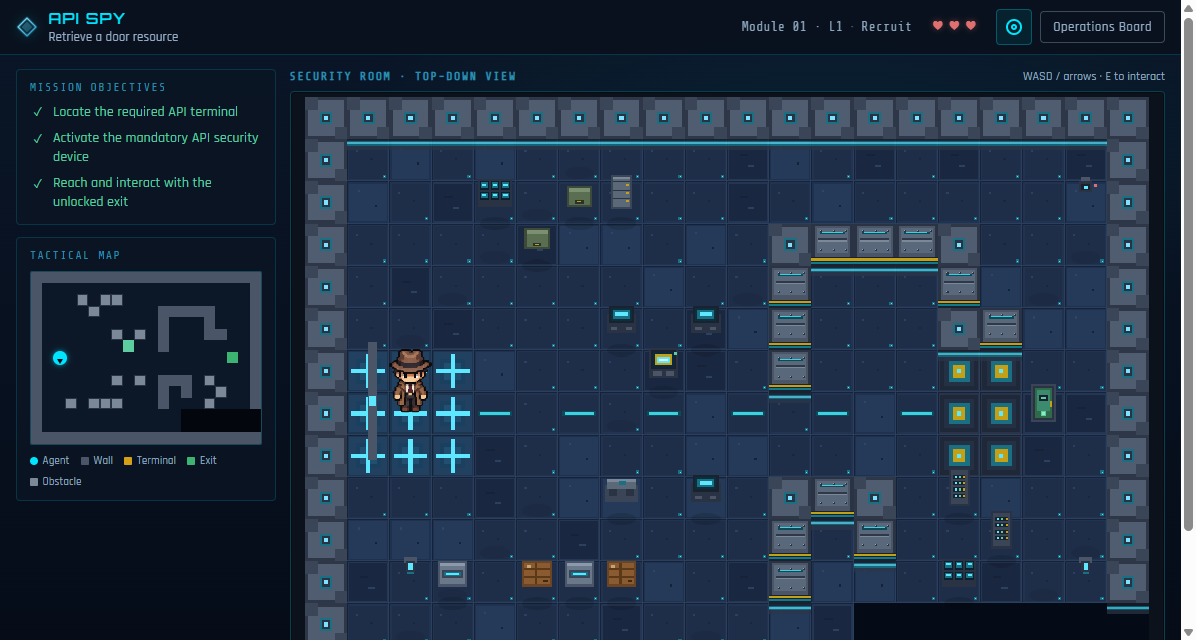 API SPY
Retrieve a door resource
Module 01 · L1 · Recruit
Operations Board
MISSION OBJECTIVES
Locate the required API terminal
Activate the mandatory API security
device
Reach and interact with the
unlocked exit
TACTICAL MAP
Agent Wall Terminal Exit
Obstacle
SECURITY ROOM · TOP-DOWN VIEW
WASD / arrows · E to interact